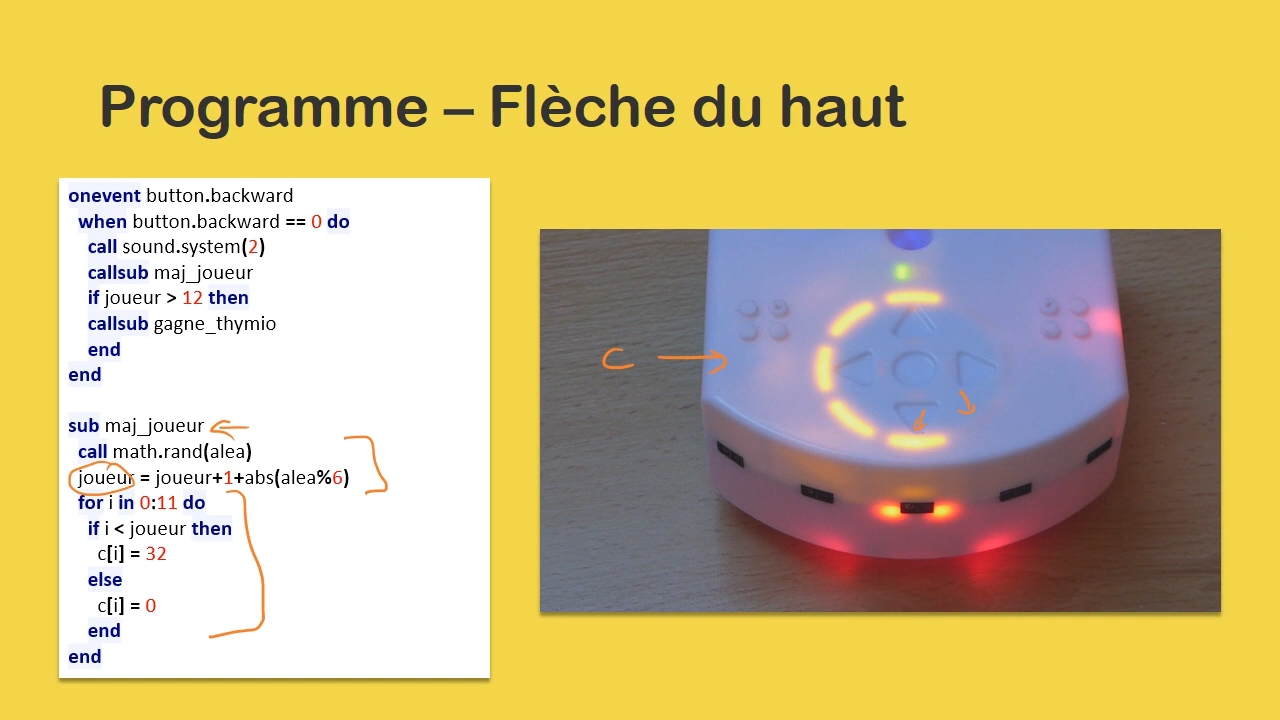 Programme – Flèche du haut
onevent button.backward
when button.backward == 0 do
call sound.system(2)
callsub maj_joueur
if joueur > 12 then
callsub gagne_thymio
end
end
sub maj_joueur
call math.rand(alea)
joueur = joueur+1+abs(alea%6)
for i in 0:11 do
if i < joueur then
c[i] = 32
else
c[i] = 0
end
end
C